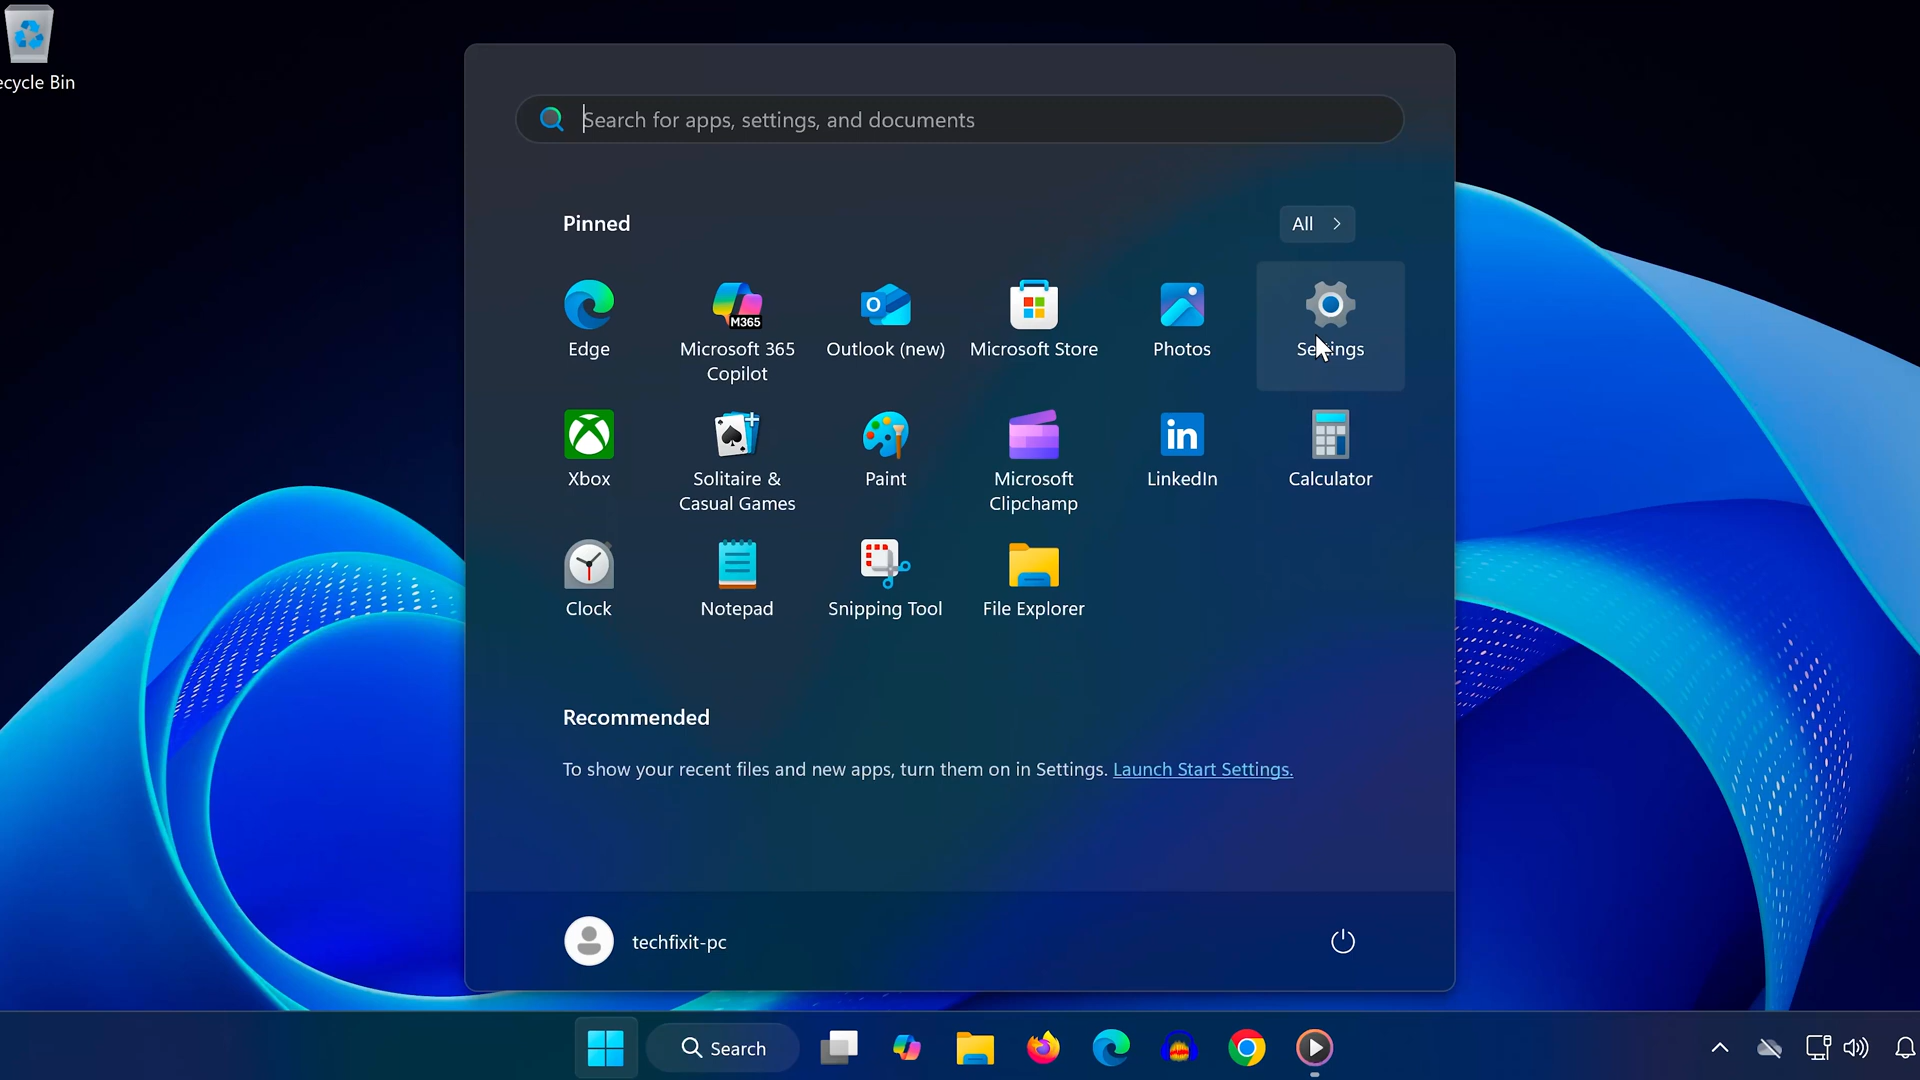 ecycle Bin
Search for apps, settings, and documents
Pinned
All
Edge
M365
Microsoft 365
Copilot
Outlook (new)
Microsoft Store
Photos
Settings
Xbox
Solitaire &
Casual Games
Paint
Microsoft
Clipchamp
in
LinkedIn
Calculator
Clock
Notepad
Snipping Tool
File Explorer
Recommended
To show your recent files and new apps, turn them on in Settings. Launch Start Settings.
techfixit-pc
Search